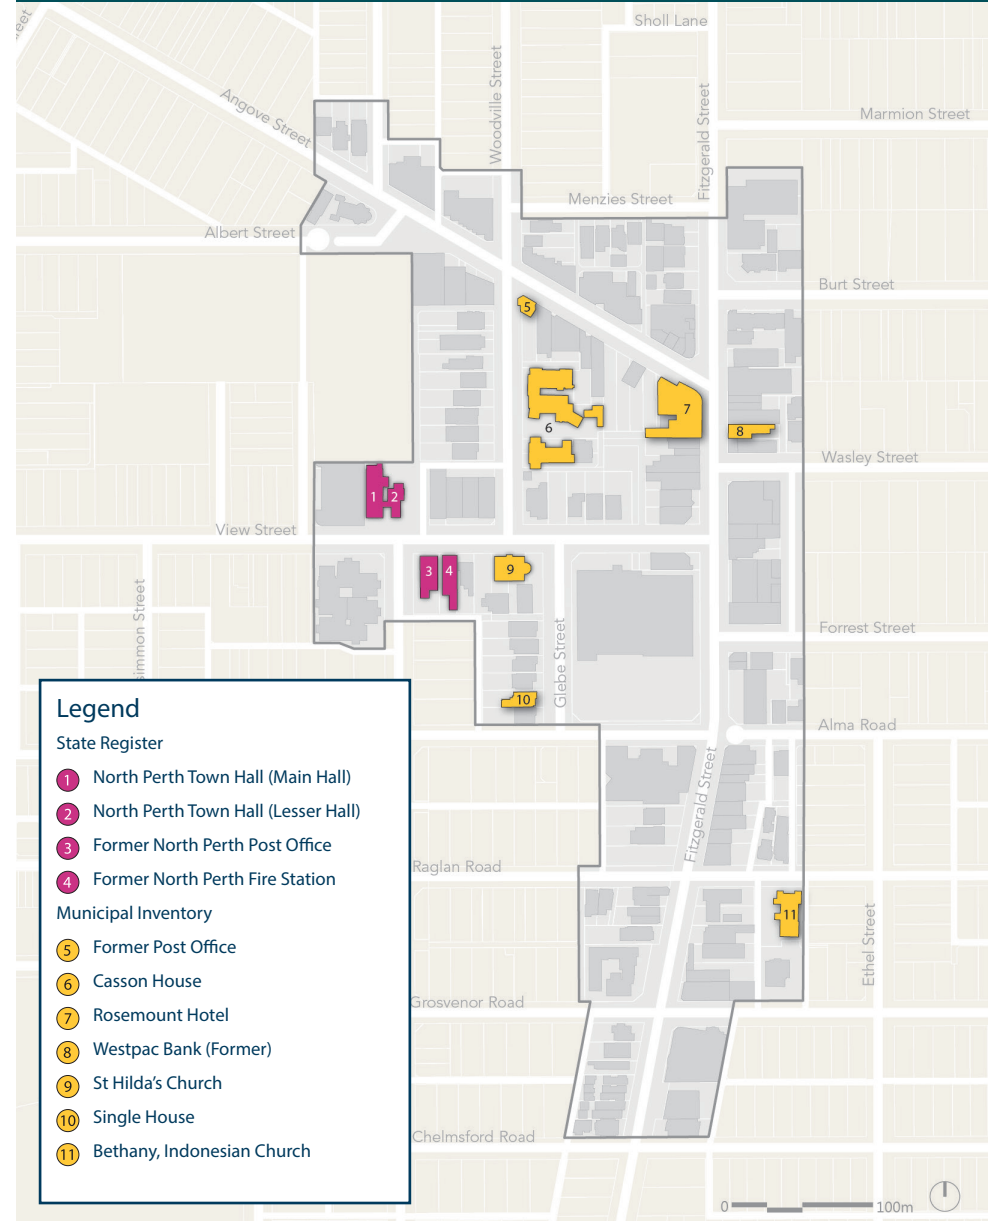 Sholl Lane
Woodville Street
Fitzgerald Street
Angove Street
Marmion Street
Menzies Street
Albert Street
Burt Street
5
7
6
8
Wasley Street
1
2
View Street
3
4
9
Forrest Street
Glebe Street
10
Alma Road
Fitzgerald Street
Raglan Road
11
Ethel Street
Grosvenor Road
Chelmsford Road
0
100m
Legend
State Register
1 North Perth Town Hall (Main Hall)
2 North Perth Town Hall (Lesser Hall)
3 Former North Perth Post Office
4 Former North Perth Fire Station
Municipal Inventory
5 Former Post Office
6 Casson House
7 Rosemount Hotel
8 Westpac Bank (Former)
9 St Hilda's Church
10 Single House
11 Bethany, Indonesian Church